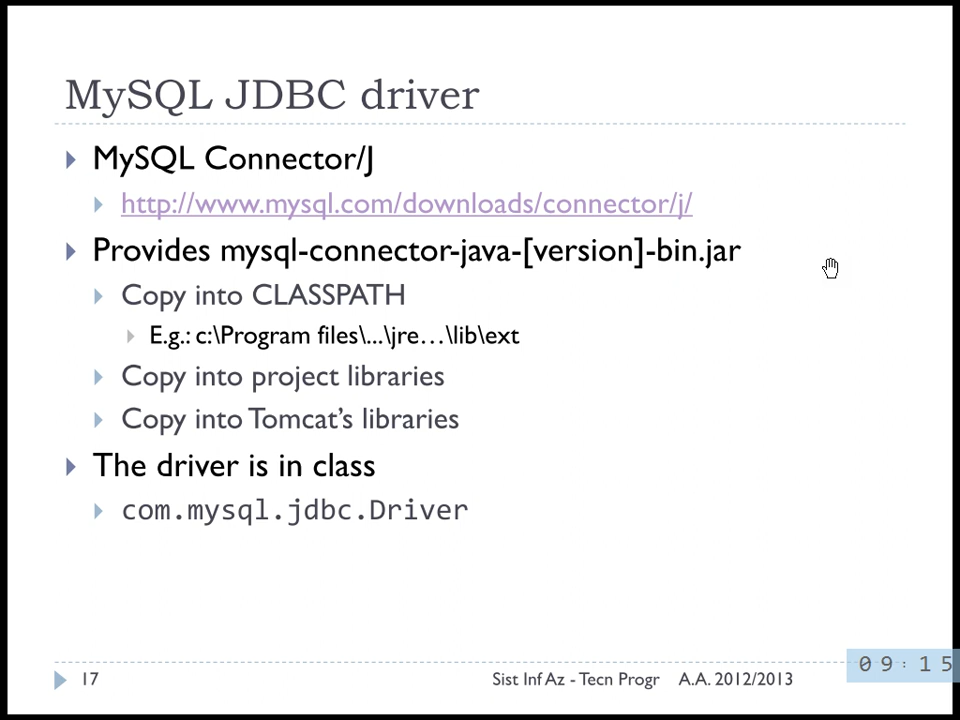 MySQL JDBC driver
MySQL Connector/J
http://www.mysql.com/downloads/connector/j/
Provides mysql-connector-java-[version]-bin.jar
Copy into CLASSPATH
E.g.: c:\Program files\...\jre…\lib\ext
Copy into project libraries
Copy into Tomcat’s libraries
The driver is in class
com.mysql.jdbc.Driver
17 Sist Inf Az - Tecn Progr A.A. 2012/2013
09:15